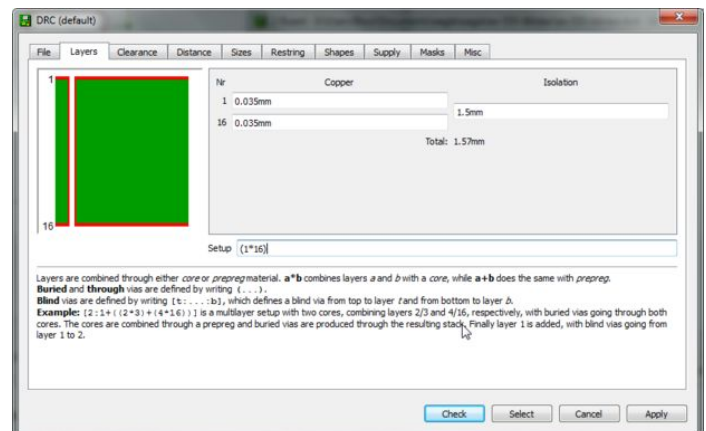 DRC (default)
File Layers Clearance Distance Sizes Restring Shapes Supply Masks Misc
Nr Copper Isolation
1
1 0.035mm
1.5mm
16 0.035mm
Total: 1.57mm
16
Setup (1*16)
Layers are combined through either core or prepreg material. a*b combines layers a and b with a core, while a+b does the same with prepreg.
Buried and through vias are defined by writing (...).
Blind vias are defined by writing [t:...:b], which defines a blind via from top to layer t and from bottom to layer b.
Example: [2:1+((2*3)+(4*16))] is a multilayer setup with two cores, combining layers 2/3 and 4/16, respectively, with buried vias going through both
cores. The cores are combined through a prepreg and buried vias are produced through the resulting stack. Finally layer 1 is added, with blind vias going from
layer 1 to 2.
Check Select Cancel Apply